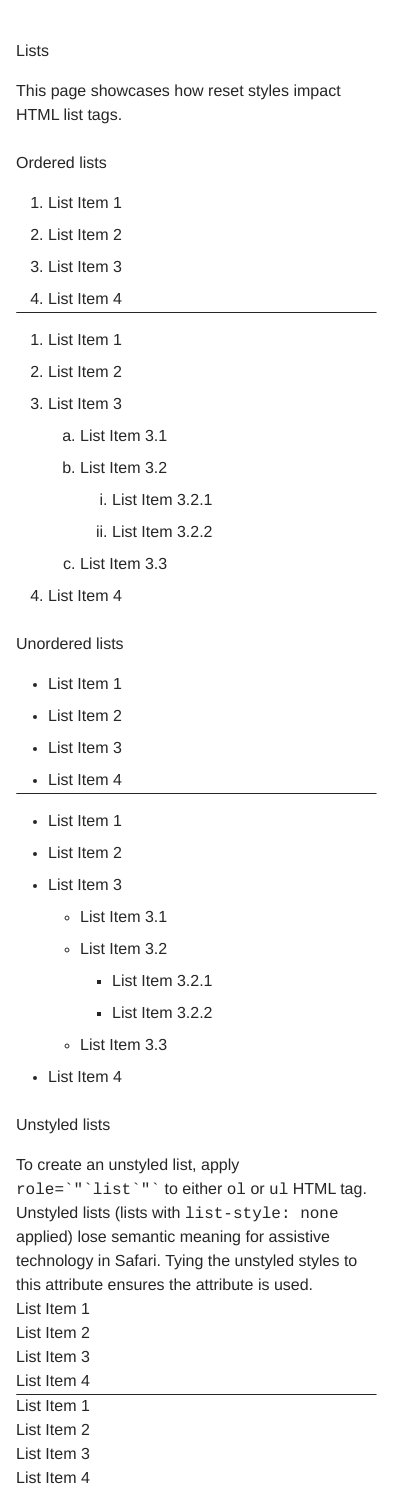 Lists
This page showcases how reset styles impact
HTML list tags.
Ordered lists
1. List Item 1
2. List Item 2
3. List Item 3
4. List Item 4
1. List Item 1
2. List Item 2
3. List Item 3
a. List Item 3.1
b. List Item 3.2
i. List Item 3.2.1
ii. List Item 3.2.2
c. List Item 3.3
4. List Item 4
Unordered lists
• List Item 1
• List Item 2
• List Item 3
• List Item 4
• List Item 1
• List Item 2
• List Item 3
◦ List Item 3.1
◦ List Item 3.2
▪ List Item 3.2.1
▪ List Item 3.2.2
◦ List Item 3.3
• List Item 4
Unstyled lists
To create an unstyled list, apply
role=`"`list`"` to either ol or ul HTML tag.
Unstyled lists (lists with list-style: none
applied) lose semantic meaning for assistive
technology in Safari. Tying the unstyled styles to
this attribute ensures the attribute is used.
List Item 1
List Item 2
List Item 3
List Item 4
List Item 1
List Item 2
List Item 3
List Item 4